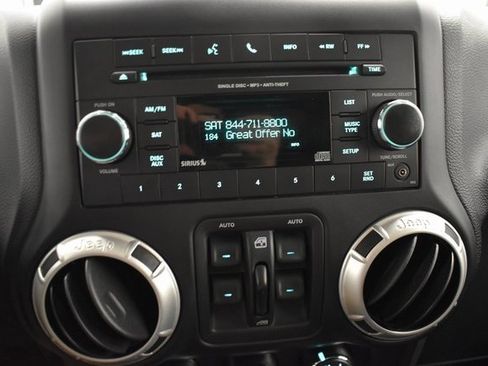 SEEK SEEK INFO RW FF
SINGLE DISC • MP3 • ANTI-THEFT
TIME
PUSH ON
VOLUME
AM/FM
SAT
DISC
AUX
SAT 844-711-8800
184 Great Offer No
INFO
SIRIUS
LIST
MUSIC
TYPE
SETUP
PUSH AUDIO/SELECT
TUNE/SCROLL
AUX
1 2 3 4 5 6 SET
RND
AUTO AUTO
Jeep
Jeep